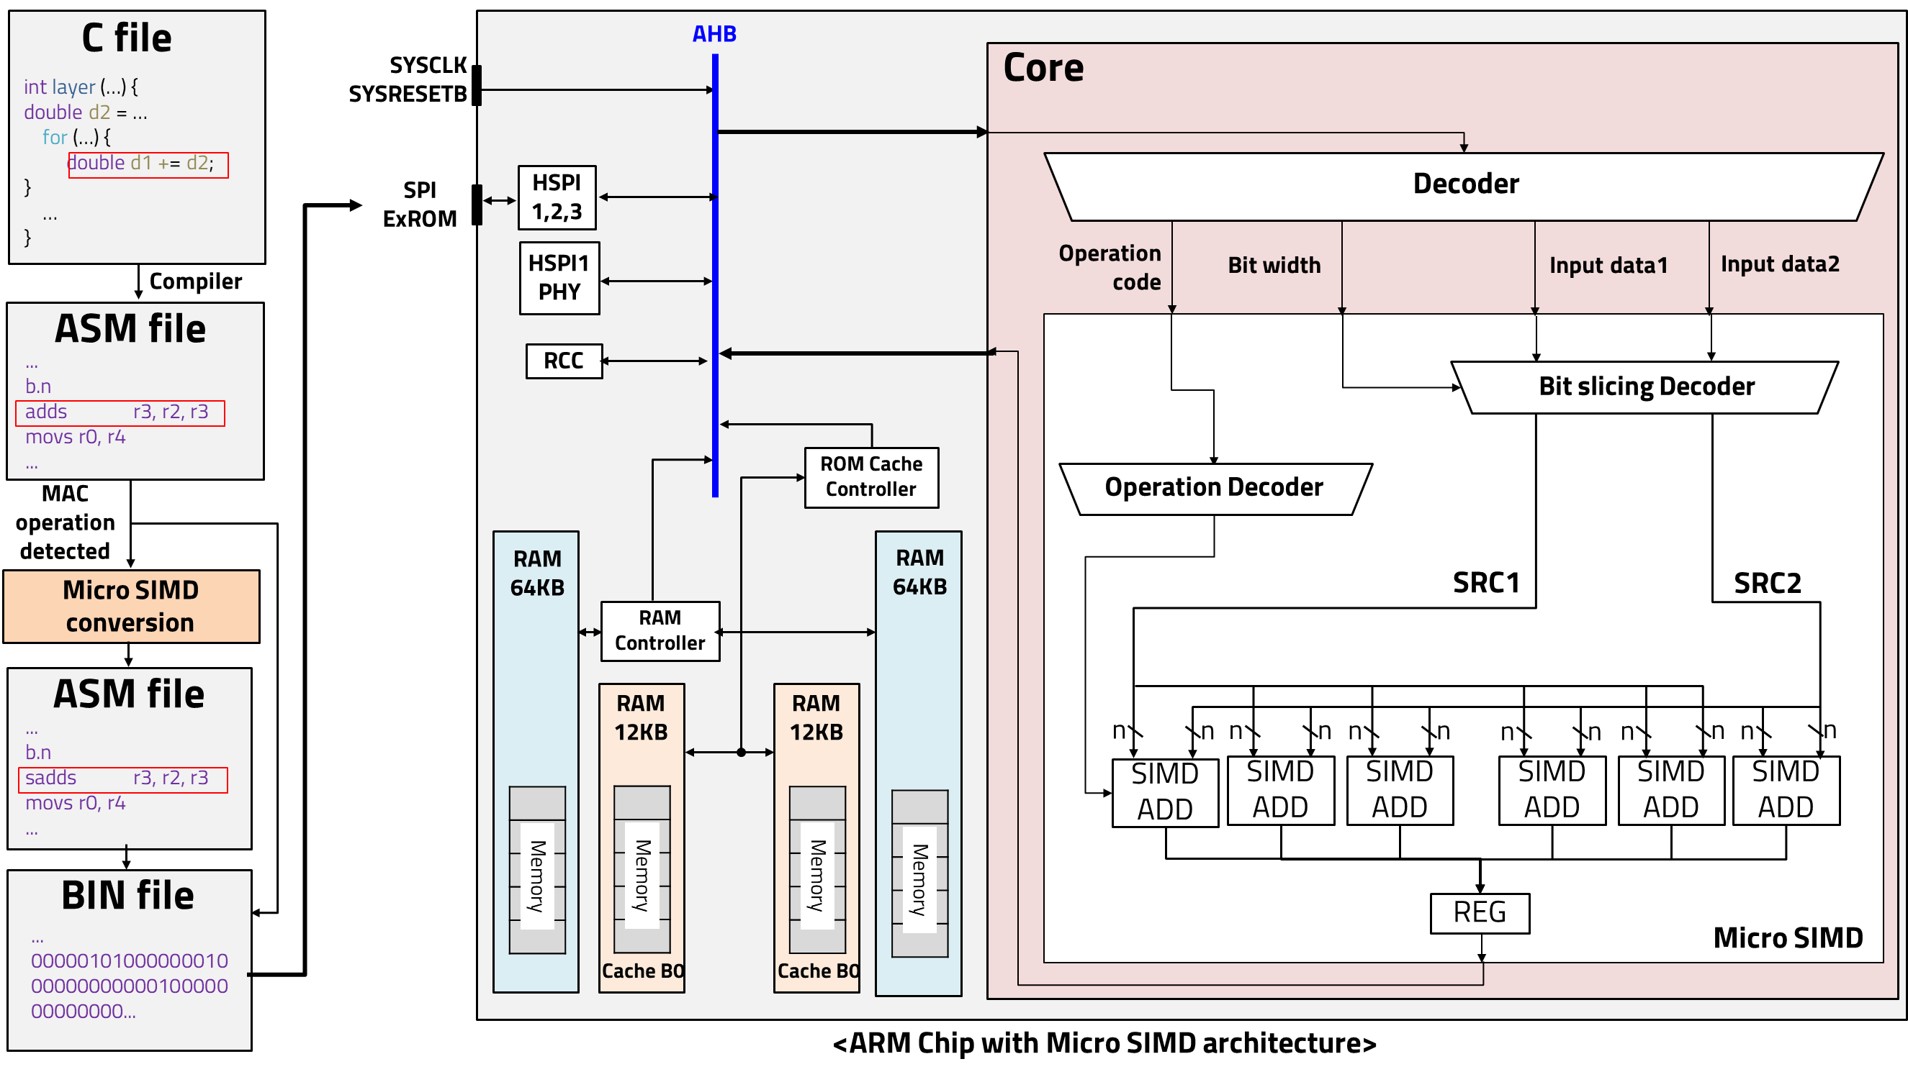 C file
int layer (...) {
double d2 = ...
for (...) {
double d1 += d2;
}
...
}
Compiler
ASM file
...
b.n
adds r3, r2, r3
movs r0, r4
...
MAC
operation
detected
Micro SIMD
conversion
ASM file
...
b.n
sadds r3, r2, r3
movs r0, r4
...
BIN file
...
000001010000000010
00000000000100000
00000000...
AHB
SYSCLK
SYSRESETB
SPI
ExROM
HSPI
1,2,3
HSPI1
PHY
RCC
ROM Cache
Controller
RAM
64KB
RAM
Controller
RAM
64KB
RAM
12KB
RAM
12KB
Memory
Memory
Memory
Memory
Cache B0
Cache B0
Core
Decoder
Operation
code
Bit width
Input data1
Input data2
Bit slicing Decoder
Operation Decoder
SRC1
SRC2
n n n n n n n n n n n n
SIMD
ADD
SIMD
ADD
SIMD
ADD
SIMD
ADD
SIMD
ADD
SIMD
ADD
REG
Micro SIMD
<ARM Chip with Micro SIMD architecture>